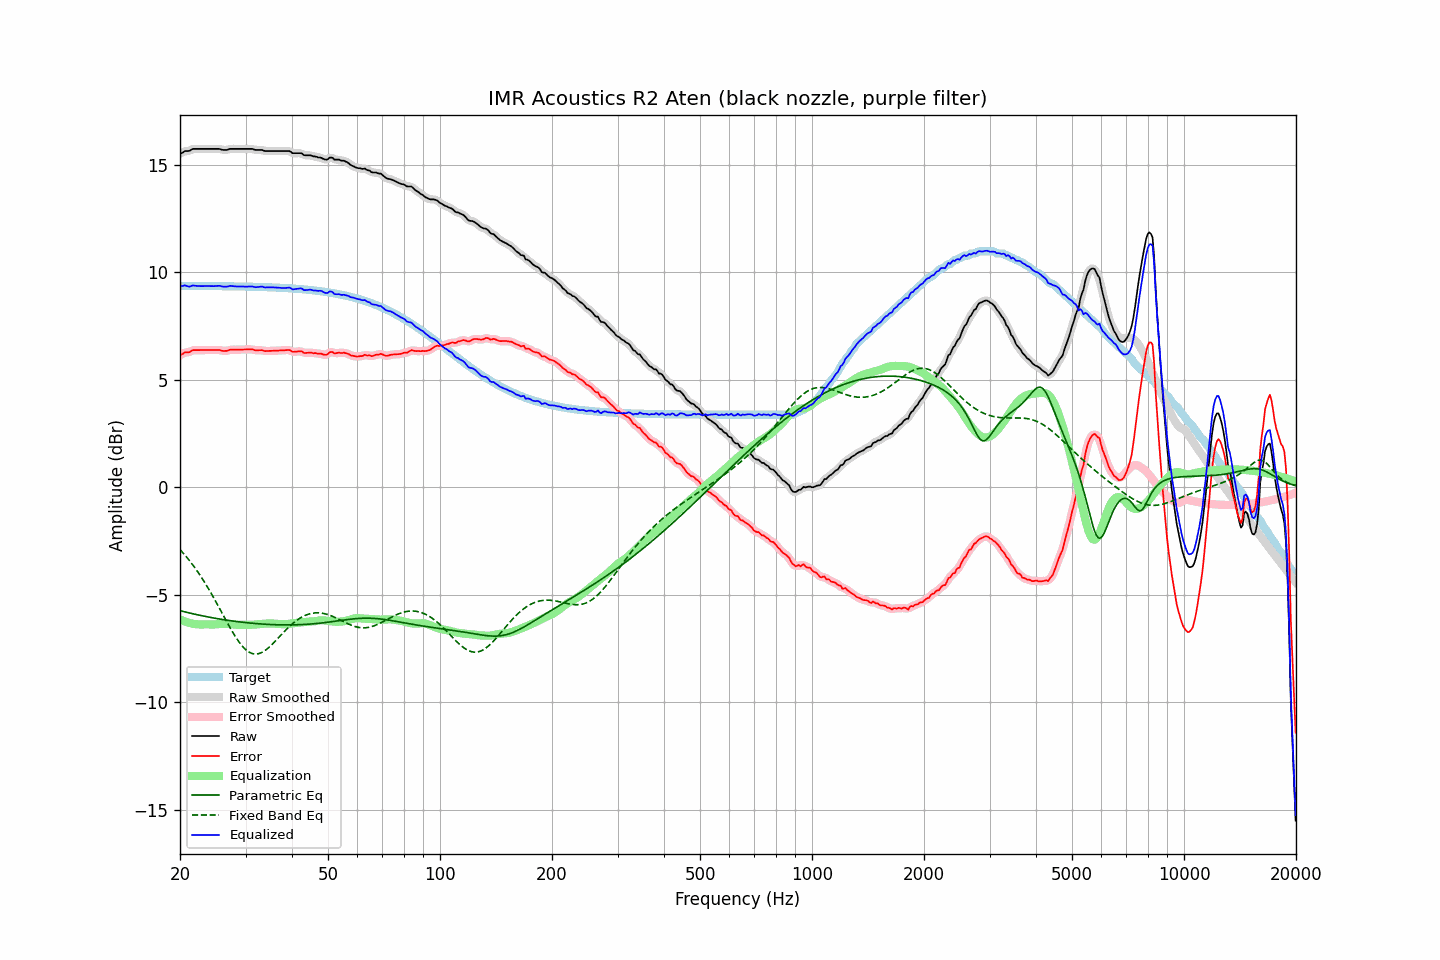 IMR Acoustics R2 Aten (black nozzle, purple filter)
Amplitude (dBr)
15
10
5
0
−5
−10
−15
Target
Raw Smoothed
Error Smoothed
Raw
Error
Equalization
Parametric Eq
Fixed Band Eq
Equalized
20 50 100 200 500 1000 2000 5000 10000 20000
Frequency (Hz)